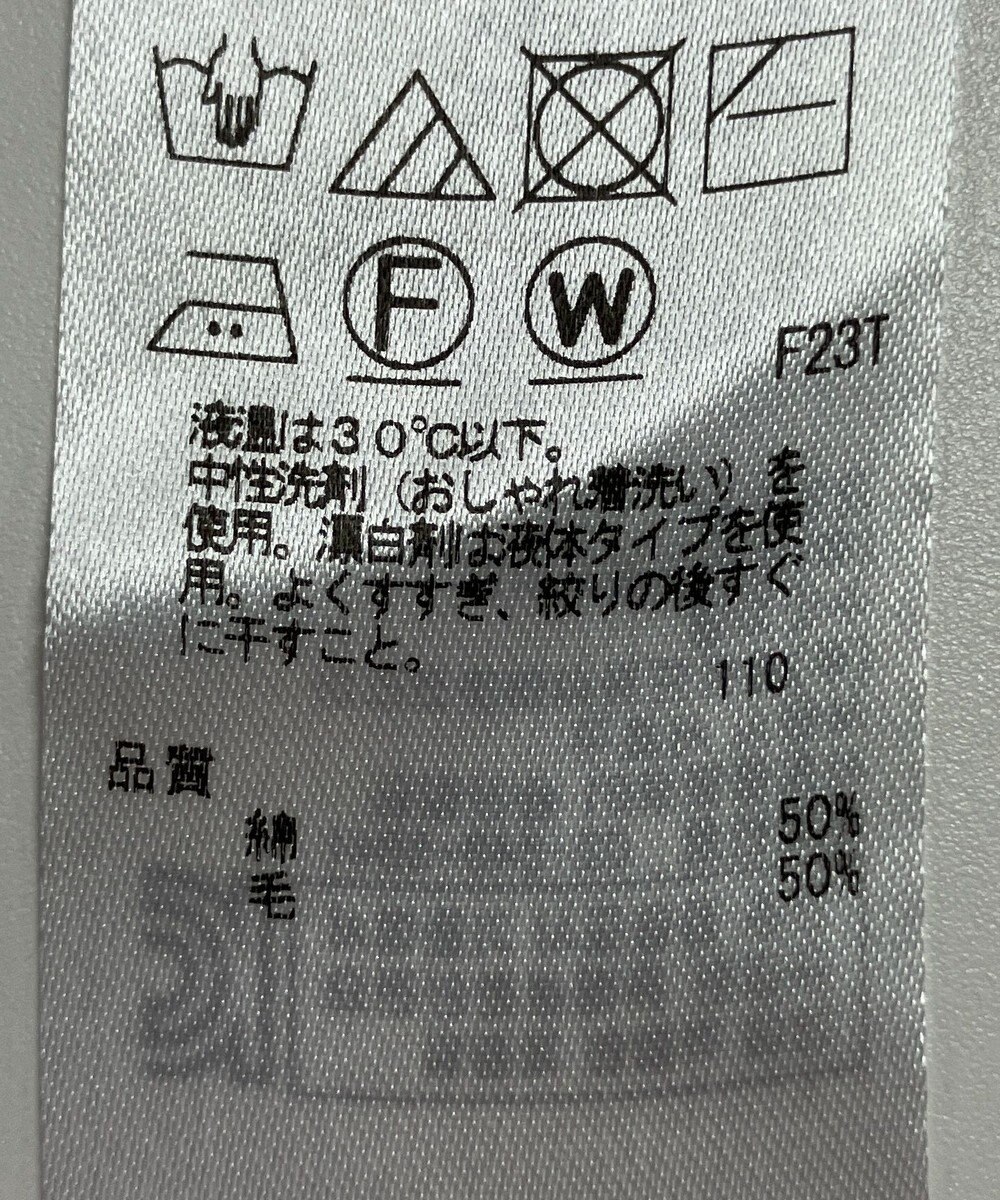 F
W
F23T
液温は30℃以下。
中性洗剤（おしゃれ着洗い）を
使用。漂白剤は液体タイプを使
用。よくすすぎ、絞りの後すぐ
に干すこと。
110
品質
綿 50%
毛 50%